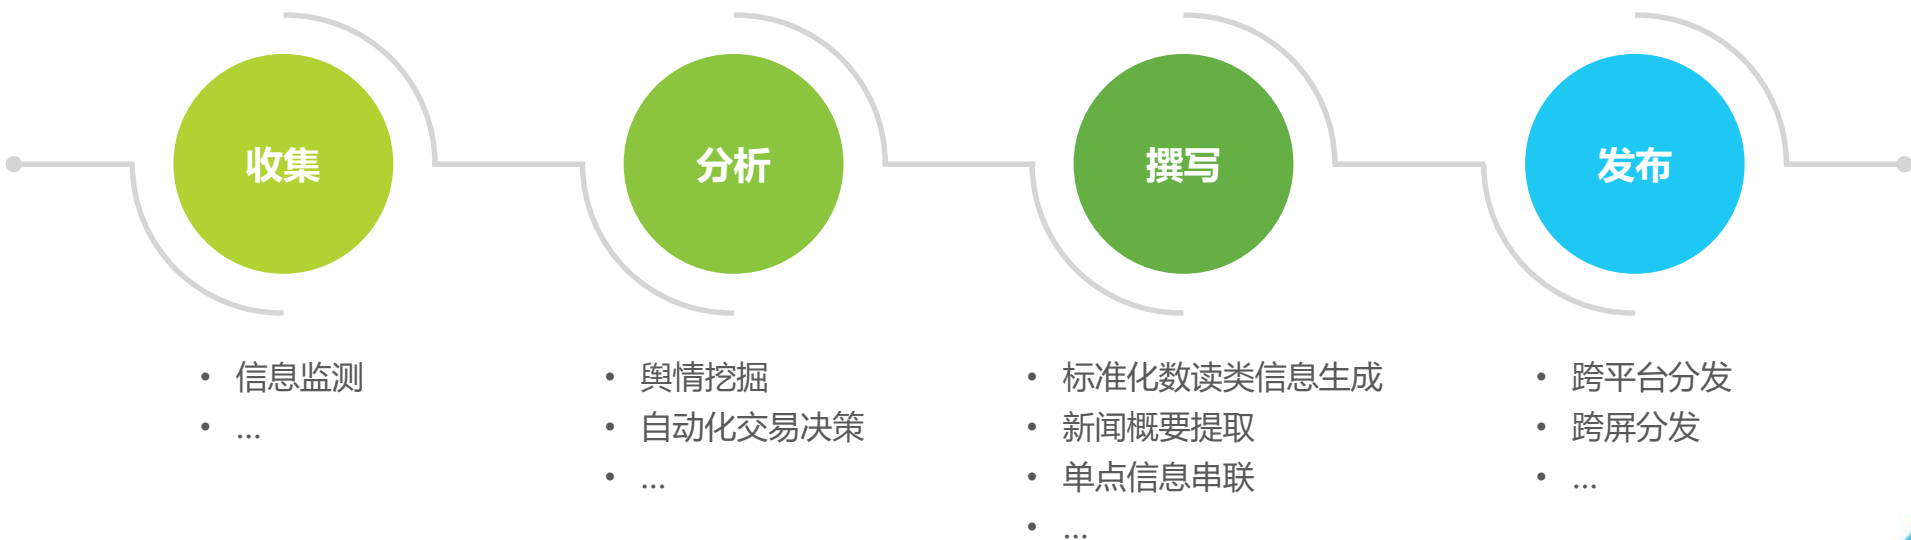 收集
分析
撰写
发布
• 信息监测
• ...
• 舆情挖掘
• 自动化交易决策
• ...
• 标准化数读类信息生成
• 新闻概要提取
• 单点信息串联
• ...
• 跨平台分发
• 跨屏分发
• ...